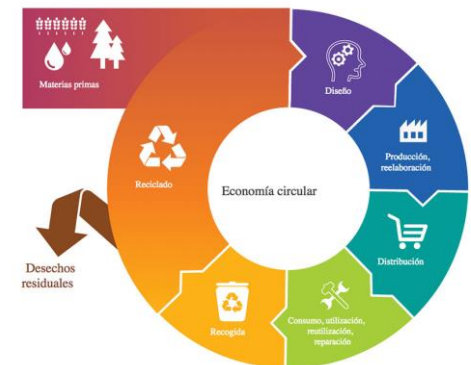 Materias primas
Diseño
Producción,
reelaboración
Reciclado
Economía circular
Distribución
Desechos
residuales
Recogida
Consumo, utilización,
reutilización,
reparación